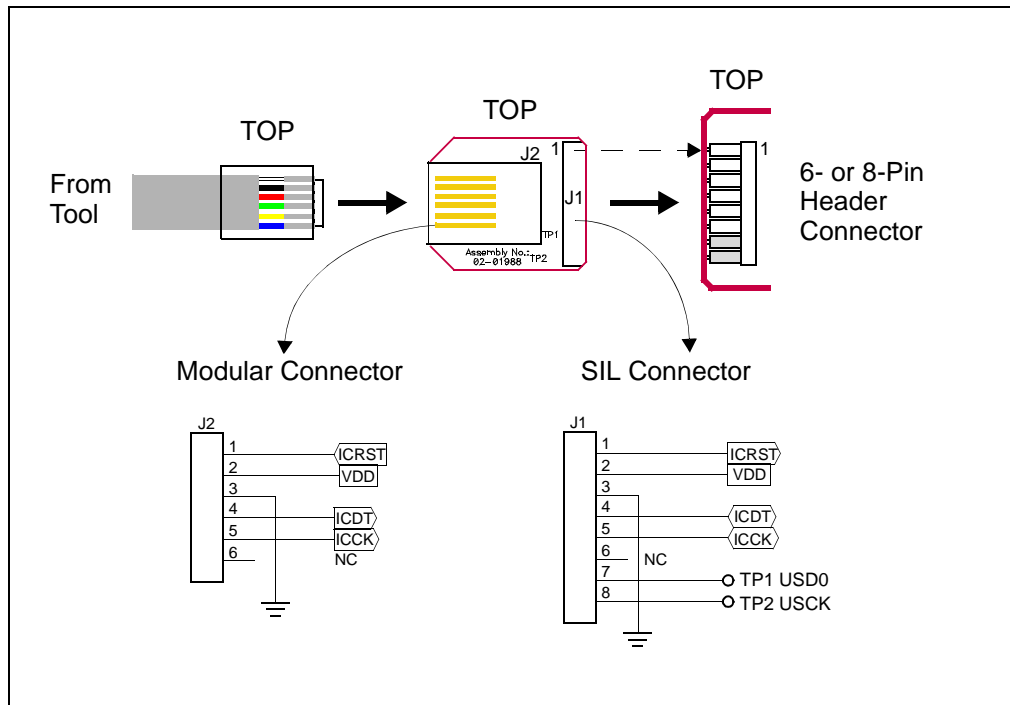 TOP
TOP
TOP
From
Tool
J2
1
J1
TP1
Assembly No.:
02-01988
TP2
1
6- or 8-Pin
Header
Connector
Modular Connector
J2
1
ICRST
2
VDD
3
4
ICDT
5
ICCK
6
NC
SIL Connector
J1
1
ICRST
2
VDD
3
4
ICDT
5
ICCK
6
NC
7
TP1 USD0
8
TP2 USCK